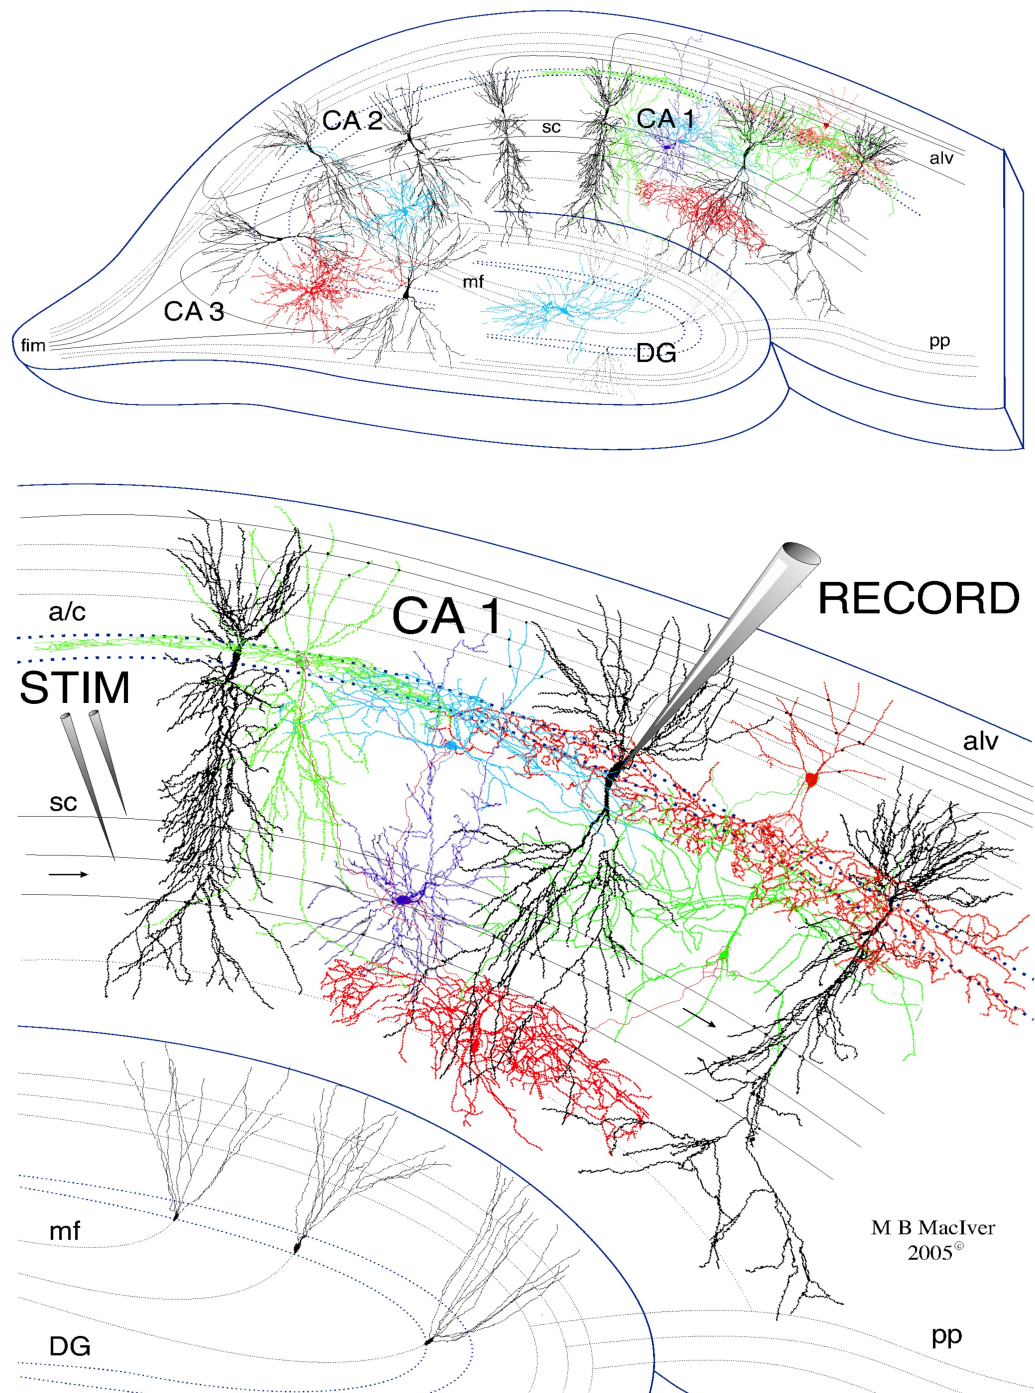 CA 2
sc
CA 1
alv
mf
CA 3
fim
DG
pp
a/c
CA 1
RECORD
STIM
alv
sc
mf
M B MacIver
2005©
DG
pp